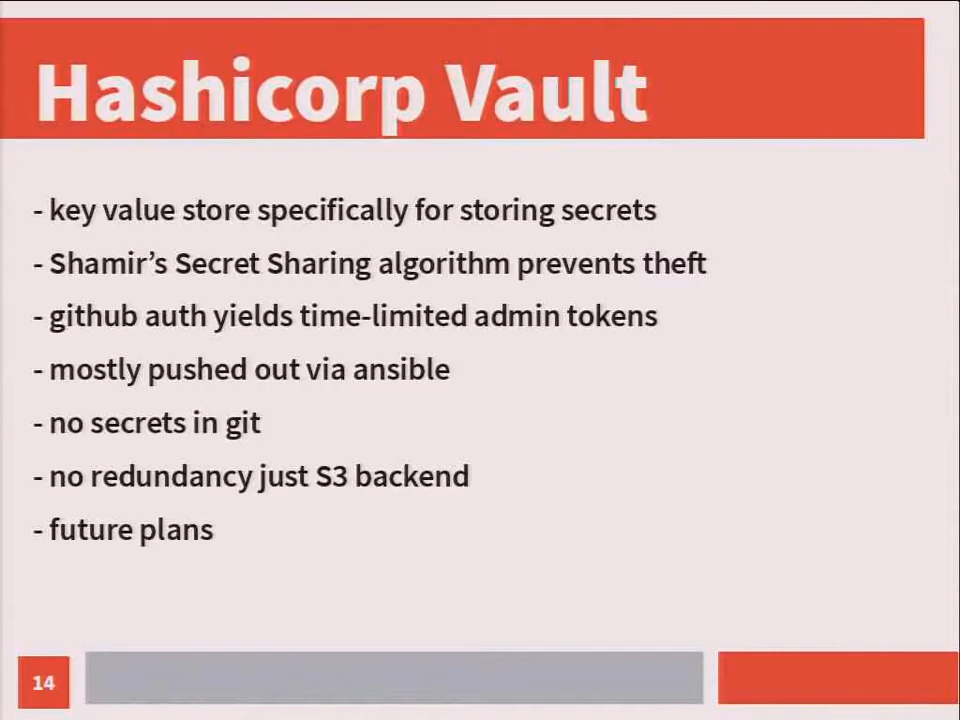 Hashicorp Vault
- key value store specifically for storing secrets
- Shamir’s Secret Sharing algorithm prevents theft
- github auth yields time-limited admin tokens
- mostly pushed out via ansible
- no secrets in git
- no redundancy just S3 backend
- future plans
14